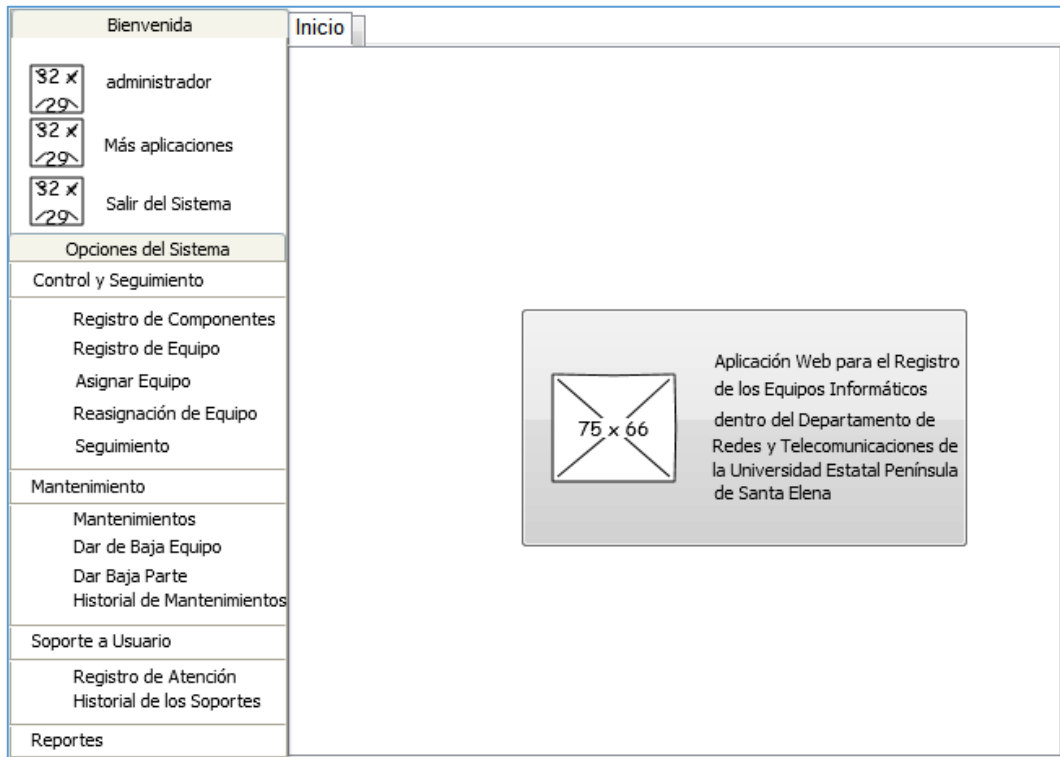 Bienvenida
32 x 29
administrador
32 x 29
Más aplicaciones
32 x 29
Salir del Sistema
Opciones del Sistema
Control y Seguimiento
Registro de Componentes
Registro de Equipo
Asignar Equipo
Reasignación de Equipo
Seguimiento
Mantenimiento
Mantenimientos
Dar de Baja Equipo
Dar Baja Parte
Historial de Mantenimientos
Soporte a Usuario
Registro de Atención
Historial de los Soportes
Reportes
Inicio
75 x 66
Aplicación Web para el Registro
de los Equipos Informáticos
dentro del Departamento de
Redes y Telecomunicaciones de
la Universidad Estatal Península
de Santa Elena